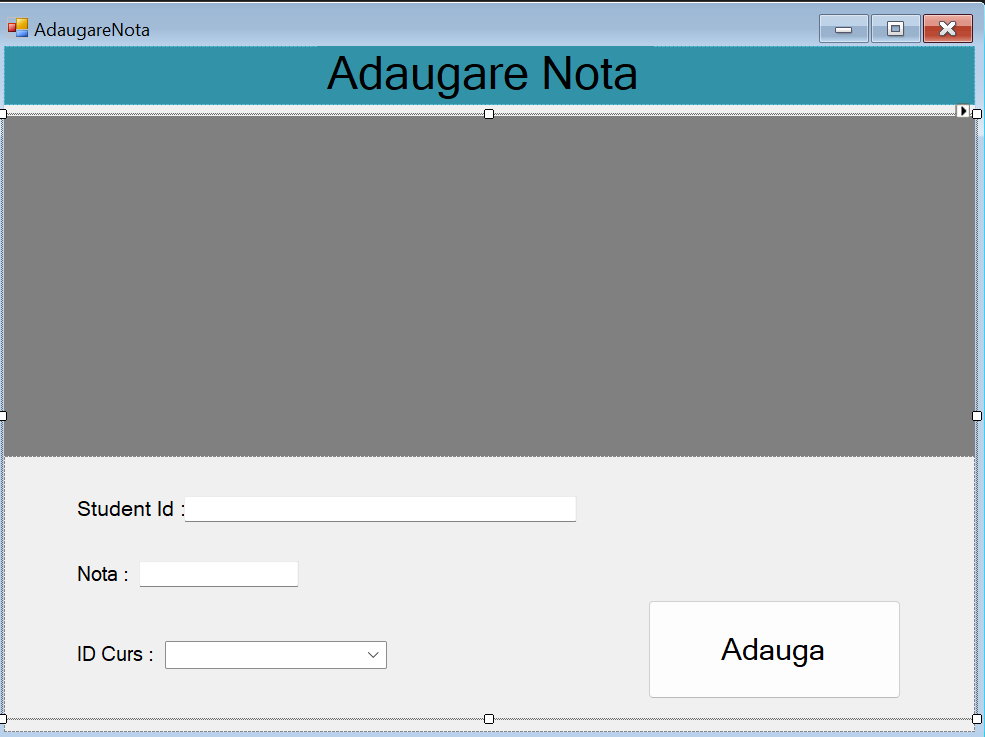 AdaugareNota
Adaugare Nota
Student Id :
Nota :
ID Curs :
Adauga